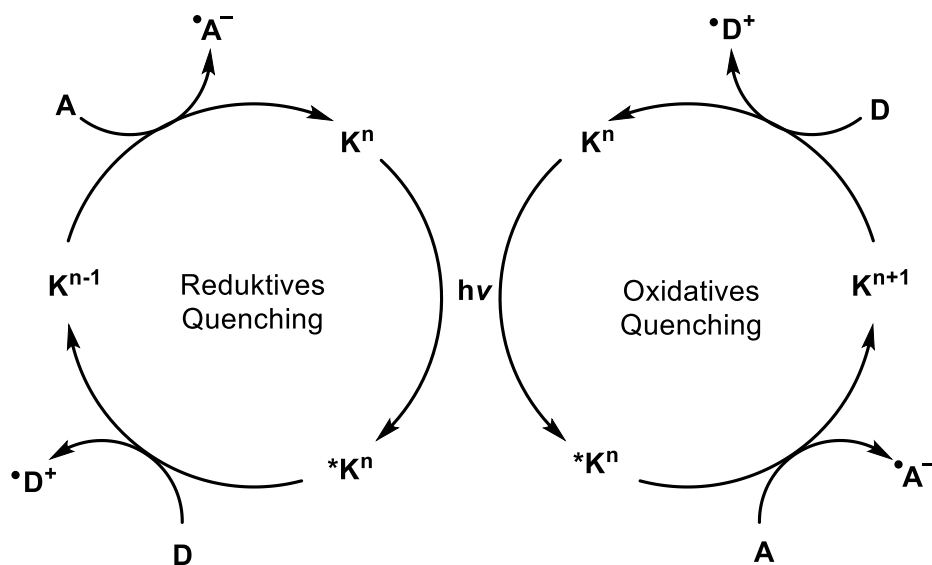 •A⁻
•D⁺
A
D
Kⁿ
Kⁿ
Kⁿ⁻¹
Reduktives
Quenching
hν
Oxidatives
Quenching
Kⁿ⁺¹
*Kⁿ
*Kⁿ
•D⁺
•A⁻
D
A